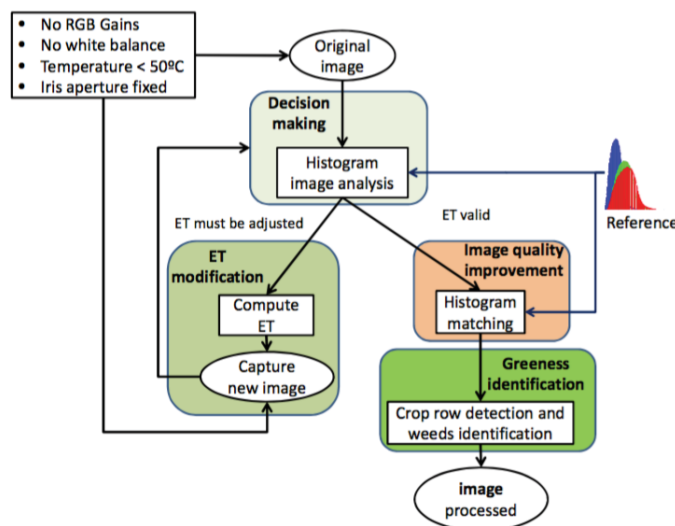 • No RGB Gains
• No white balance
• Temperature < 50ºC
• Iris aperture fixed
Original
image
Decision
making
Histogram
image analysis
Reference
ET must be adjusted
ET valid
ET
modification
Compute
ET
Capture
new image
Image quality
improvement
Histogram
matching
Greeness
identification
Crop row detection and
weeds identification
image
processed